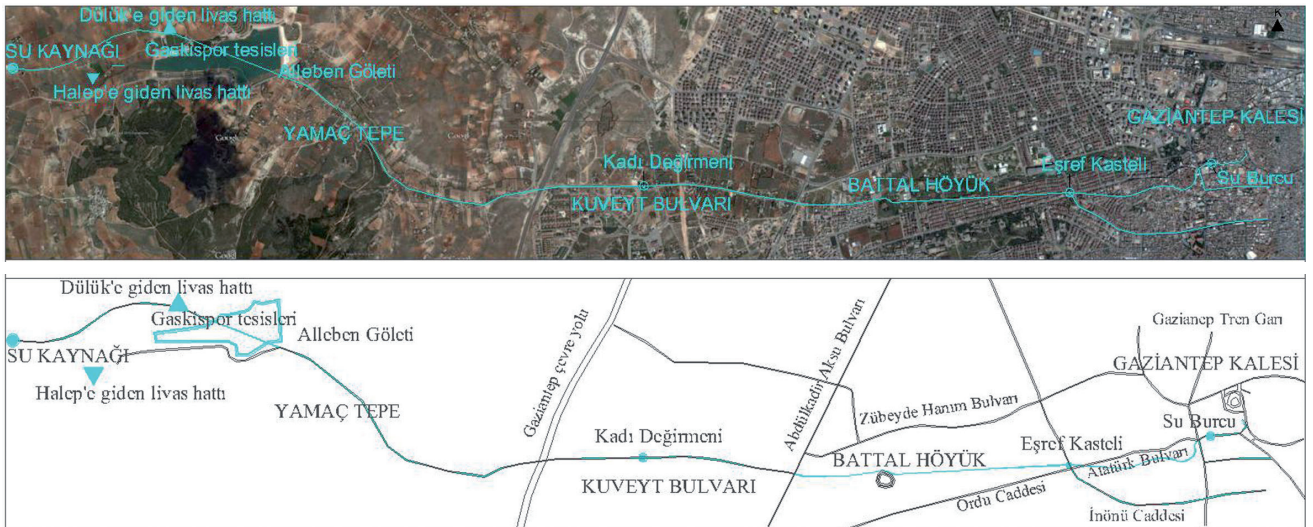 Dülük'e giden livas hattı
K
SU KAYNAĞI
Gaskispor tesisleri
Alleben Göleti
Halep'e giden livas hattı
GAZİANTEP KALESİ
YAMAÇ TEPE
Google
Google
Kadı Değirmeni
Eşref Kasteli
Su Burcu
BATTAL HÖYÜK
KUVEYT BULVARI
Dülük'e giden livas hattı
Gaskispor tesisleri
Gaziantep çevre yolu
Abdülkadir Aksu Bulvarı
Gazianep Tren Garı
Alleben Göleti
SU KAYNAĞI
GAZİANTEP KALESİ
Halep'e giden livas hattı
YAMAÇ TEPE
Zübeyde Hanım Bulvarı
Su Burcu
Kadı Değirmeni
Eşref Kasteli
BATTAL HÖYÜK
Atatürk Bulvarı
KUVEYT BULVARI
Ordu Caddesi
İnönü Caddesi